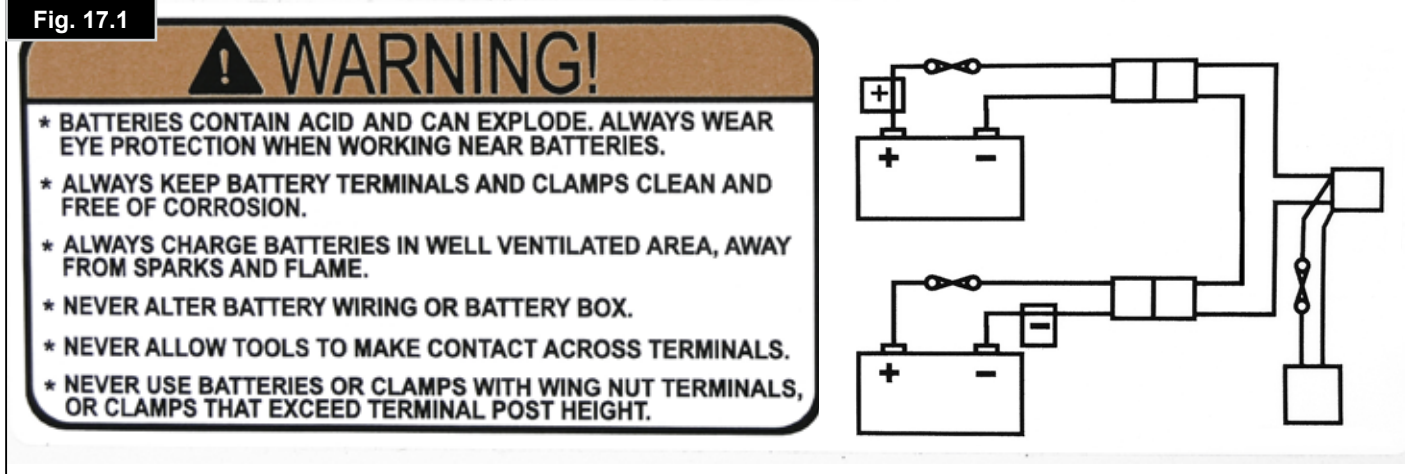 Fig. 17.1
WARNING!
* BATTERIES CONTAIN ACID AND CAN EXPLODE. ALWAYS WEAR
EYE PROTECTION WHEN WORKING NEAR BATTERIES.
* ALWAYS KEEP BATTERY TERMINALS AND CLAMPS CLEAN AND
FREE OF CORROSION.
* ALWAYS CHARGE BATTERIES IN WELL VENTILATED AREA, AWAY
FROM SPARKS AND FLAME.
* NEVER ALTER BATTERY WIRING OR BATTERY BOX.
* NEVER ALLOW TOOLS TO MAKE CONTACT ACROSS TERMINALS.
* NEVER USE BATTERIES OR CLAMPS WITH WING NUT TERMINALS,
OR CLAMPS THAT EXCEED TERMINAL POST HEIGHT.
+
+ −
−
+ −